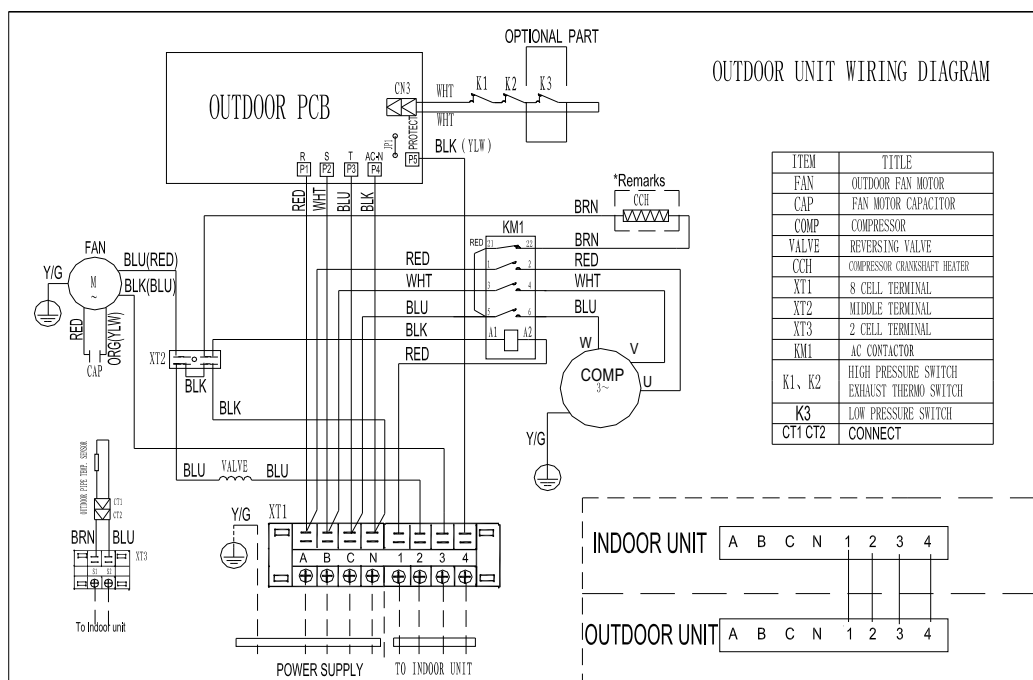 OUTDOOR UNIT WIRING DIAGRAM
OPTIONAL PART
OUTDOOR PCB
CN3
WHT
WHT
K1
K2
K3
PROTECT
JP1
R S T AC-N
P1 P2 P3 P4 P5
BLK (YLW)
RED
WHT
BLU
BLK
*Remarks
CCH
BRN
BRN
KM1
RED
21 22
1 2
3 4
5 6
A1 A2
RED
WHT
BLU
BLK
RED
RED
WHT
BLU
W
V
U
COMP
3~
Y/G
FAN
M
~
Y/G
BLU(RED)
BLK(BLU)
RED
ORG(YLW)
CAP
XT2
BLK
BLK
BLU
VALVE
BLU
OUTDOOR PIPE TEMP. SENSOR
CT1
CT2
BRN
BLU
XT3
S1 S2
To Indoor unit
Y/G
XT1
A B C N 1 2 3 4
POWER SUPPLY
TO INDOOR UNIT
ITEM TITLE
FAN OUTDOOR FAN MOTOR
CAP FAN MOTOR CAPACITOR
COMP COMPRESSOR
VALVE REVERSING VALVE
CCH COMPRESSOR CRANKSHAFT HEATER
XT1 8 CELL TERMINAL
XT2 MIDDLE TERMINAL
XT3 2 CELL TERMINAL
KM1 AC CONTACTOR
K1、K2 HIGH PRESSURE SWITCH
EXHAUST THERMO SWITCH
K3 LOW PRESSURE SWITCH
CT1 CT2 CONNECT
INDOOR UNIT A B C N 1 2 3 4
OUTDOOR UNIT A B C N 1 2 3 4